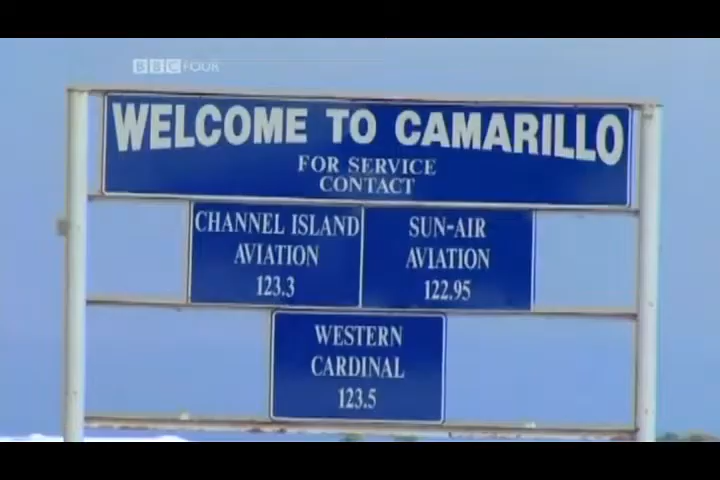 BBC FOUR
WELCOME TO CAMARILLO
FOR SERVICE
CONTACT
CHANNEL ISLAND
AVIATION
123.3
SUN-AIR
AVIATION
122.95
WESTERN
CARDINAL
123.5